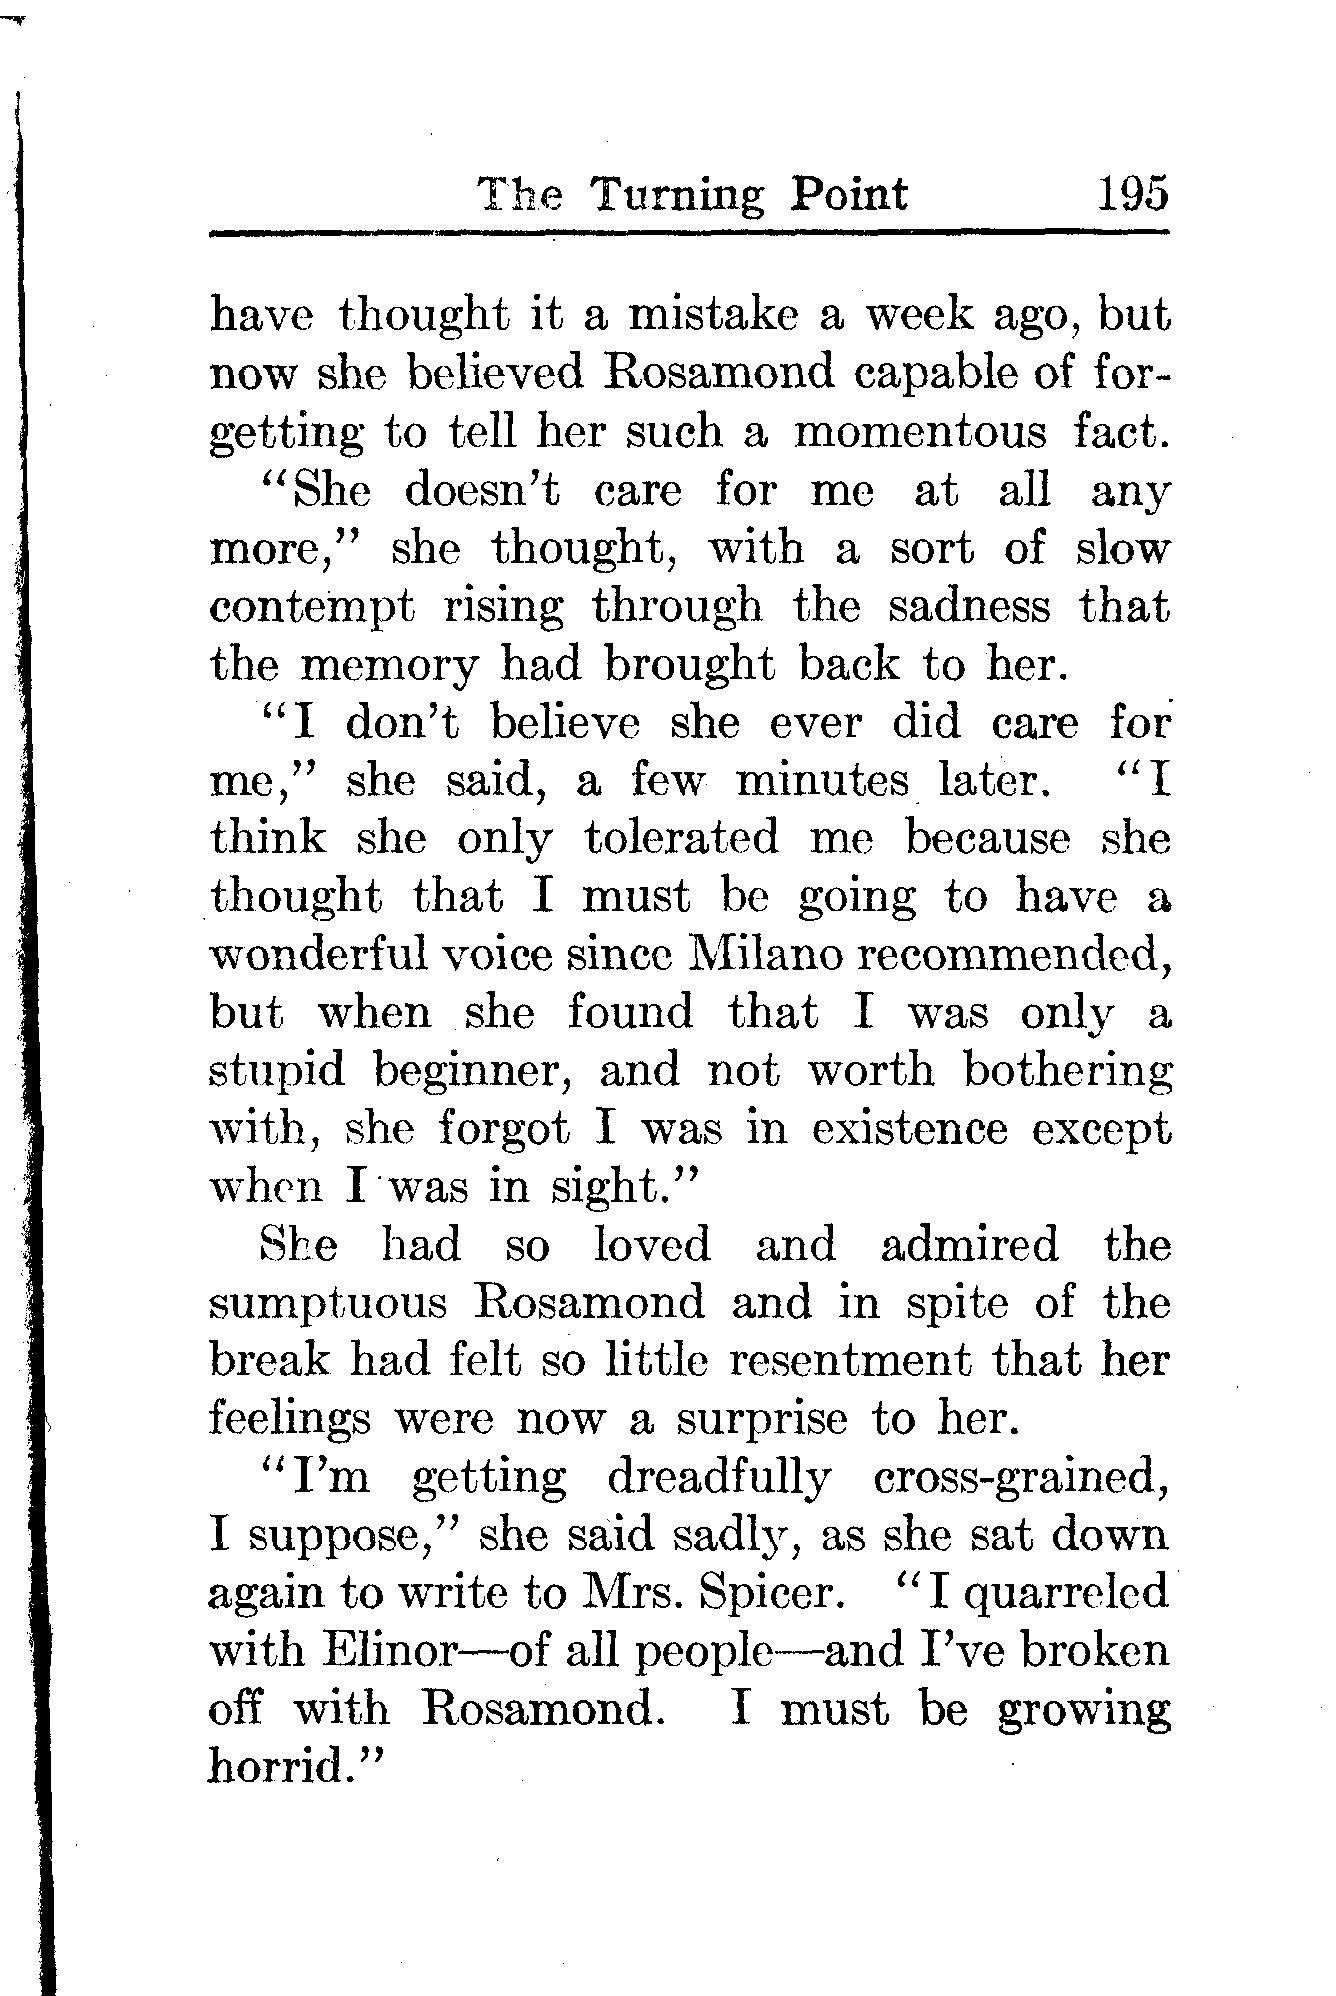 The Turning Point 195
have thought it a mistake a week ago, but
now she believed Rosamond capable of for-
getting to tell her such a momentous fact.
"She doesn't care for me at all any
more," she thought, with a sort of slow
contempt rising through the sadness that
the memory had brought back to her.
"I don't believe she ever did care for
me," she said, a few minutes later. "I
think she only tolerated me because she
thought that I must be going to have a
wonderful voice since Milano recommended,
but when she found that I was only a
stupid beginner, and not worth bothering
with, she forgot I was in existence except
when I was in sight."
She had so loved and admired the
sumptuous Rosamond and in spite of the
break had felt so little resentment that her
feelings were now a surprise to her.
"I'm getting dreadfully cross-grained,
I suppose," she said sadly, as she sat down
again to write to Mrs. Spicer. "I quarreled
with Elinor—of all people—and I've broken
off with Rosamond. I must be growing
horrid."